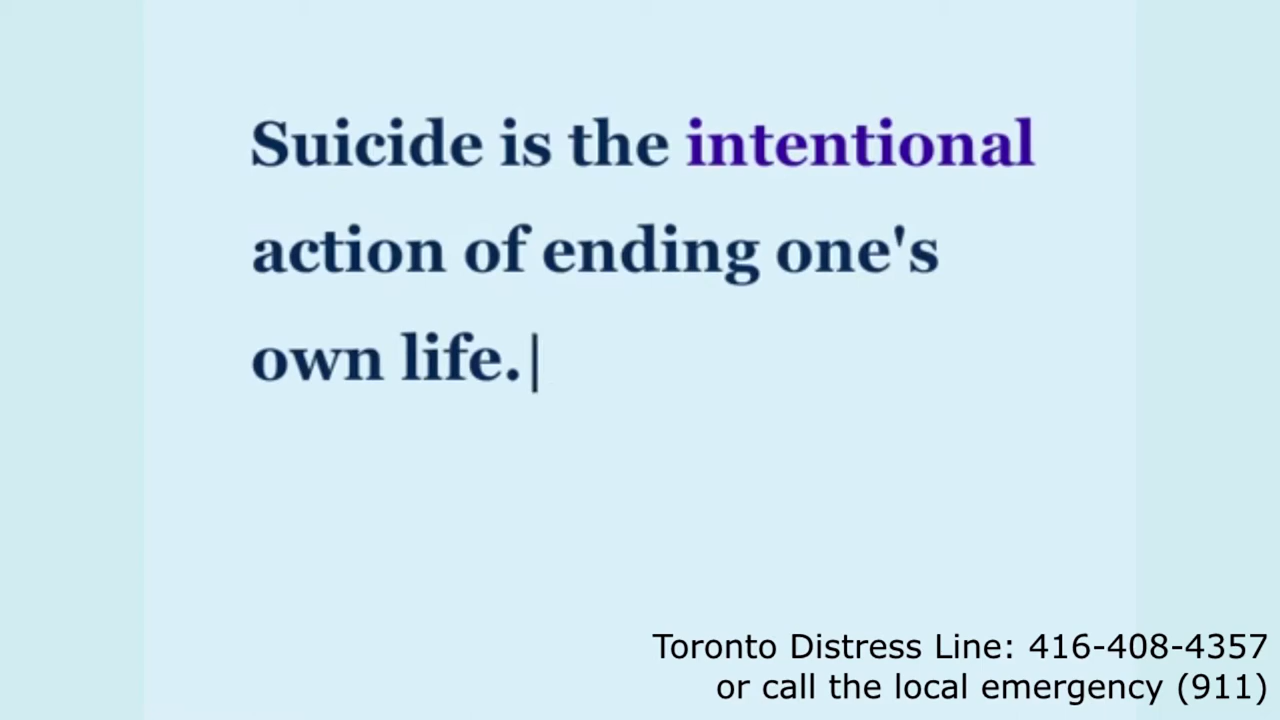 Suicide is the intentional
action of ending one's
own life.
Toronto Distress Line: 416-408-4357
or call the local emergency (911)